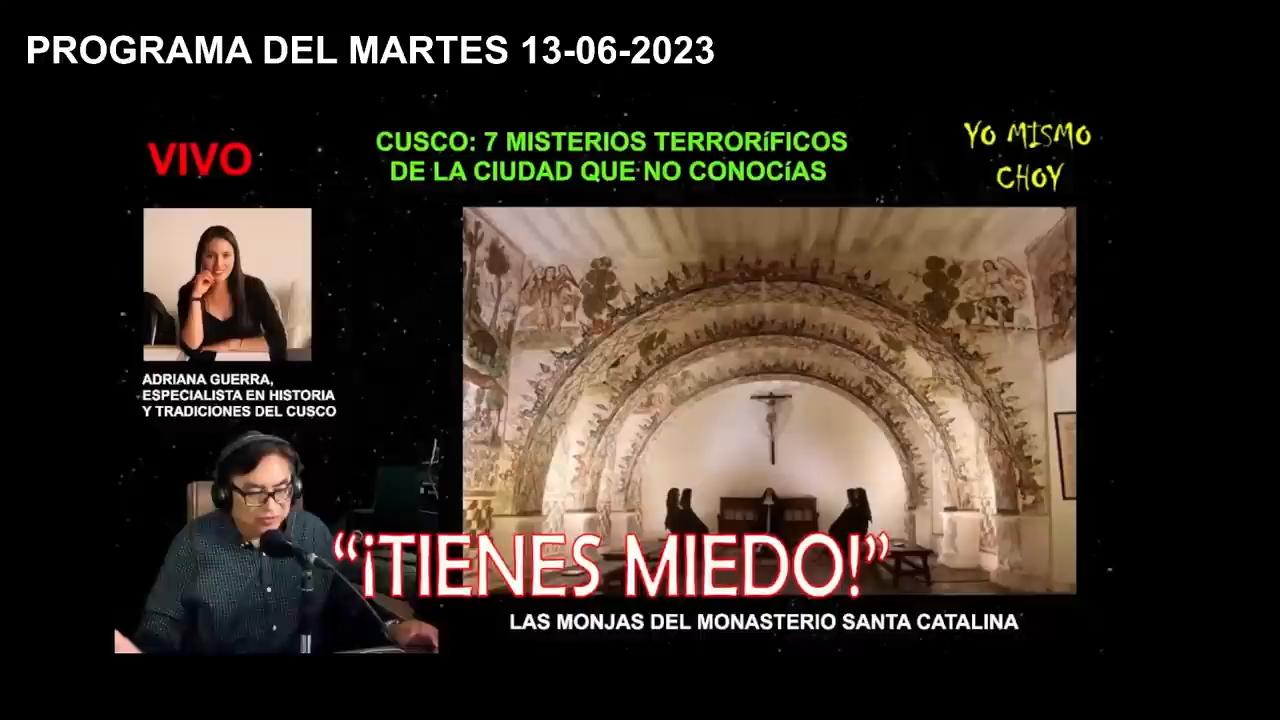 PROGRAMA DEL MARTES 13-06-2023
VIVO
CUSCO: 7 MISTERIOS TERRORíFICOS
DE LA CIUDAD QUE NO CONOCíAS
YO MISMO
CHOY
ADRIANA GUERRA,
ESPECIALISTA EN HISTORIA
Y TRADICIONES DEL CUSCO
“¡TIENES MIEDO!”
LAS MONJAS DEL MONASTERIO SANTA CATALINA